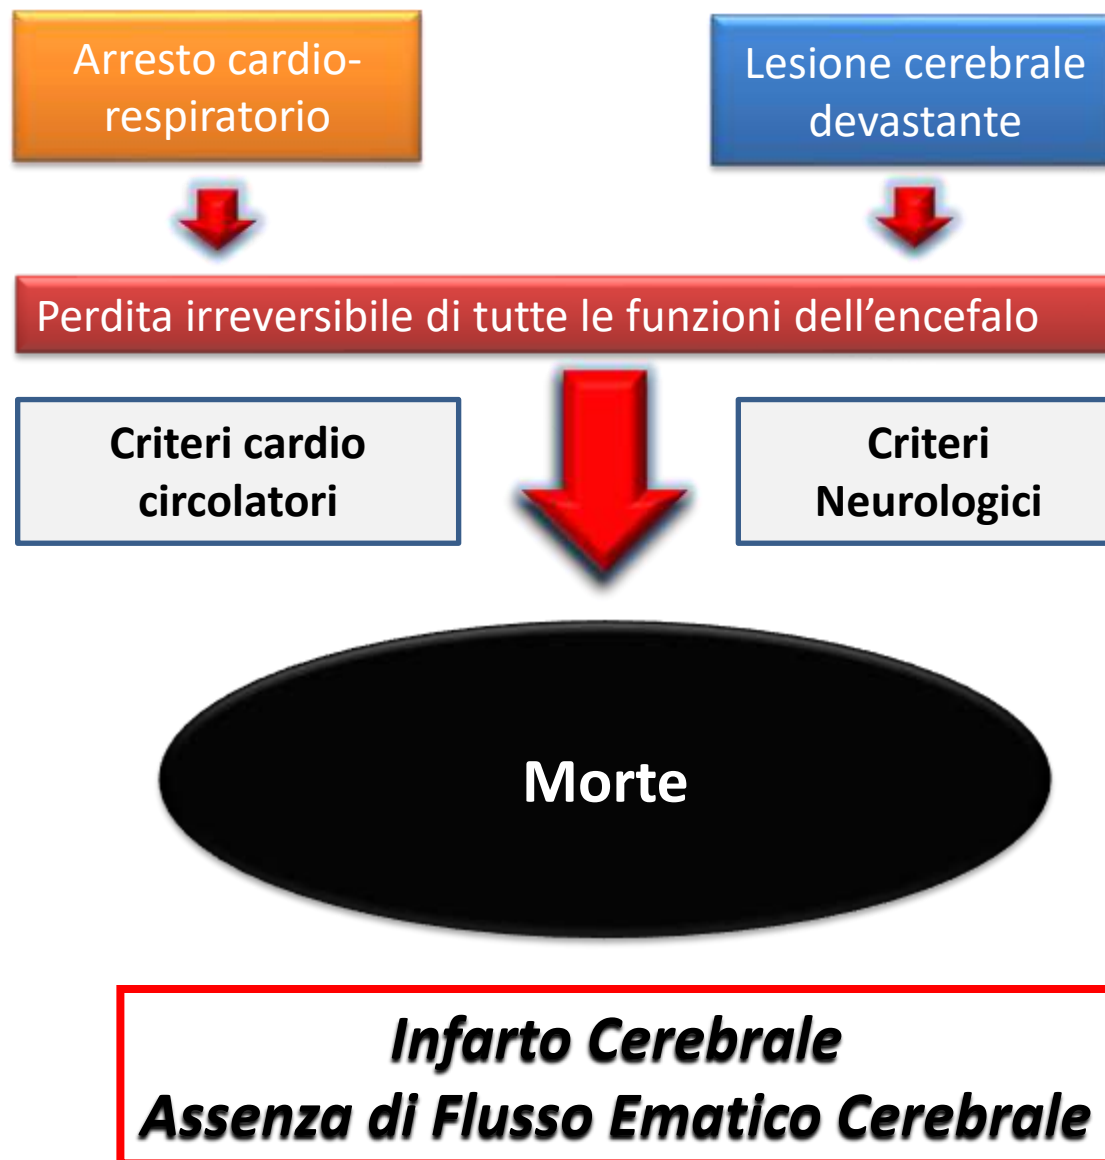 Arresto cardio-
respiratorio
Lesione cerebrale
devastante
Perdita irreversibile di tutte le funzioni dell’encefalo
Criteri cardio
circolatori
Criteri
Neurologici
Morte
Infarto Cerebrale
Assenza di Flusso Ematico Cerebrale